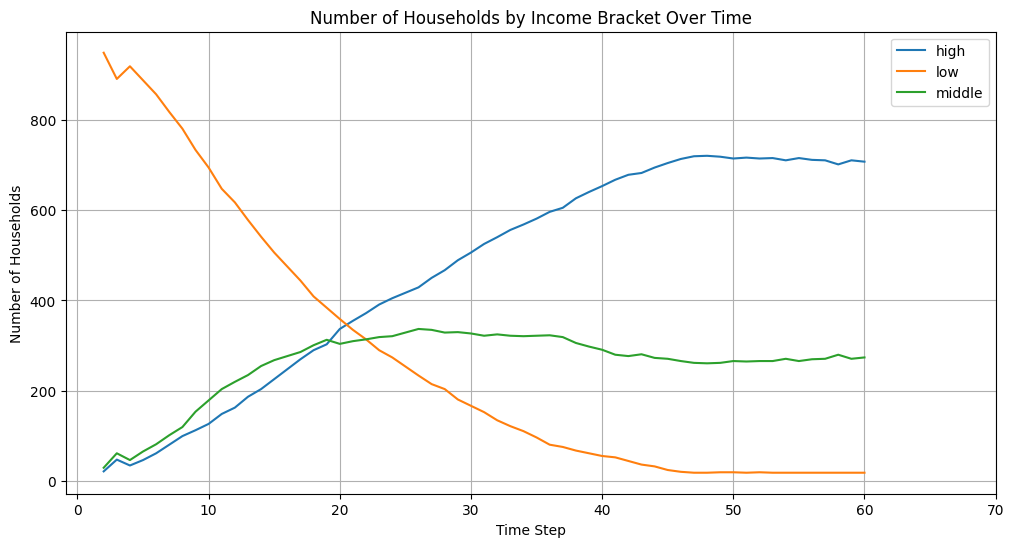 Number of Households by Income Bracket Over Time
high
low
middle
Number of Households
800
600
400
200
0
0 10 20 30 40 50 60 70
Time Step